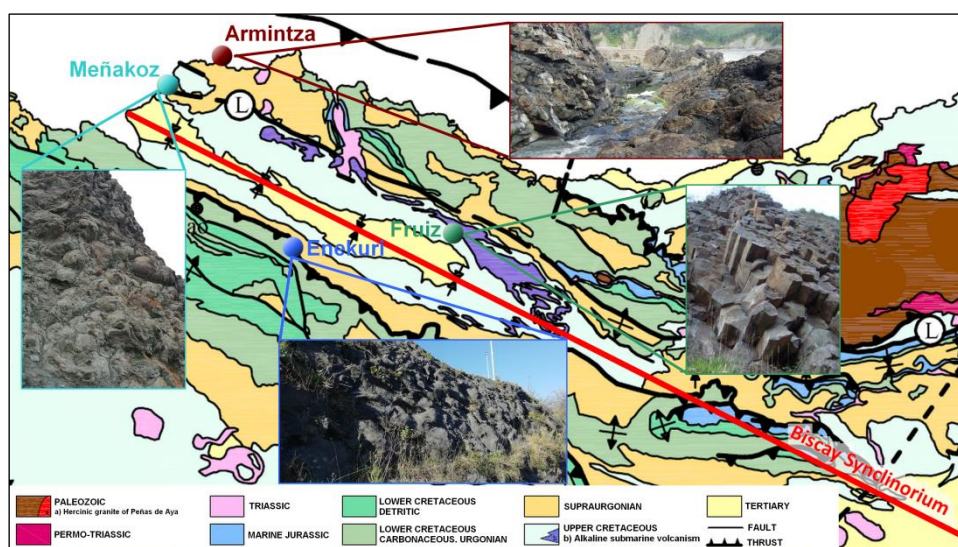 Armintza
Meñakoz
L
Fruiz
Enekuri
L
Biscay Synclinorium
PALEOZOIC
a) Hercinic granite of Peñas de Aya
PERMO-TRIASSIC
TRIASSIC
MARINE JURASSIC
LOWER CRETACEOUS
DETRITIC
LOWER CRETACEOUS
CARBONACEOUS. URGONIAN
SUPRAURGONIAN
UPPER CRETACEOUS
b) Alkaline submarine volcanism
TERTIARY
FAULT
THRUST